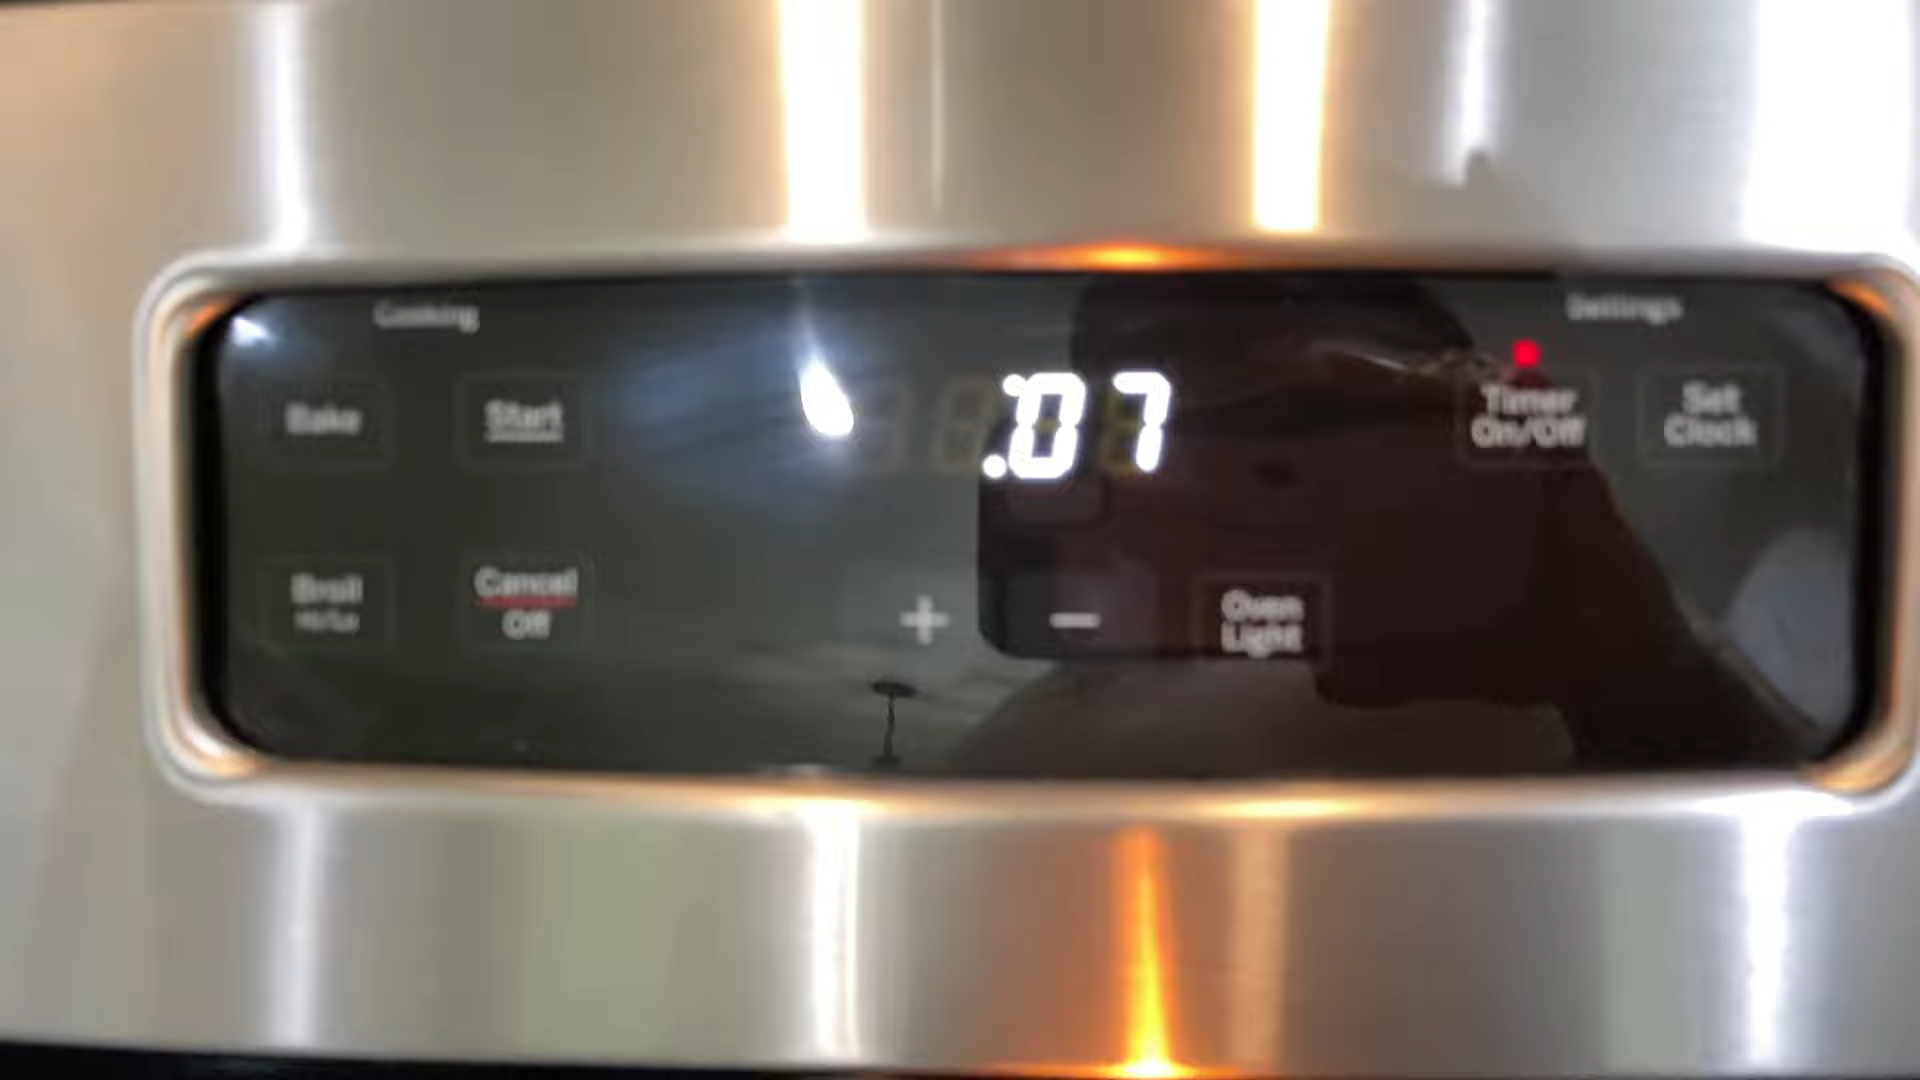 Cooking
Settings
Bake
Start
:07
Timer
On/Off
Set
Clock
Broil
Hi/Lo
Cancel
Off
+
−
Oven
Light